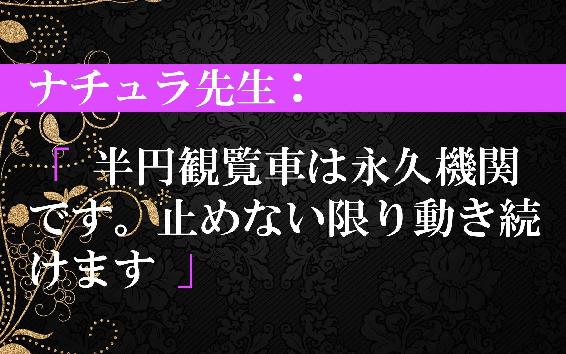 ナチュラ先生：
「 半円観覧車は永久機関
です。止めない限り動き続
けます 」